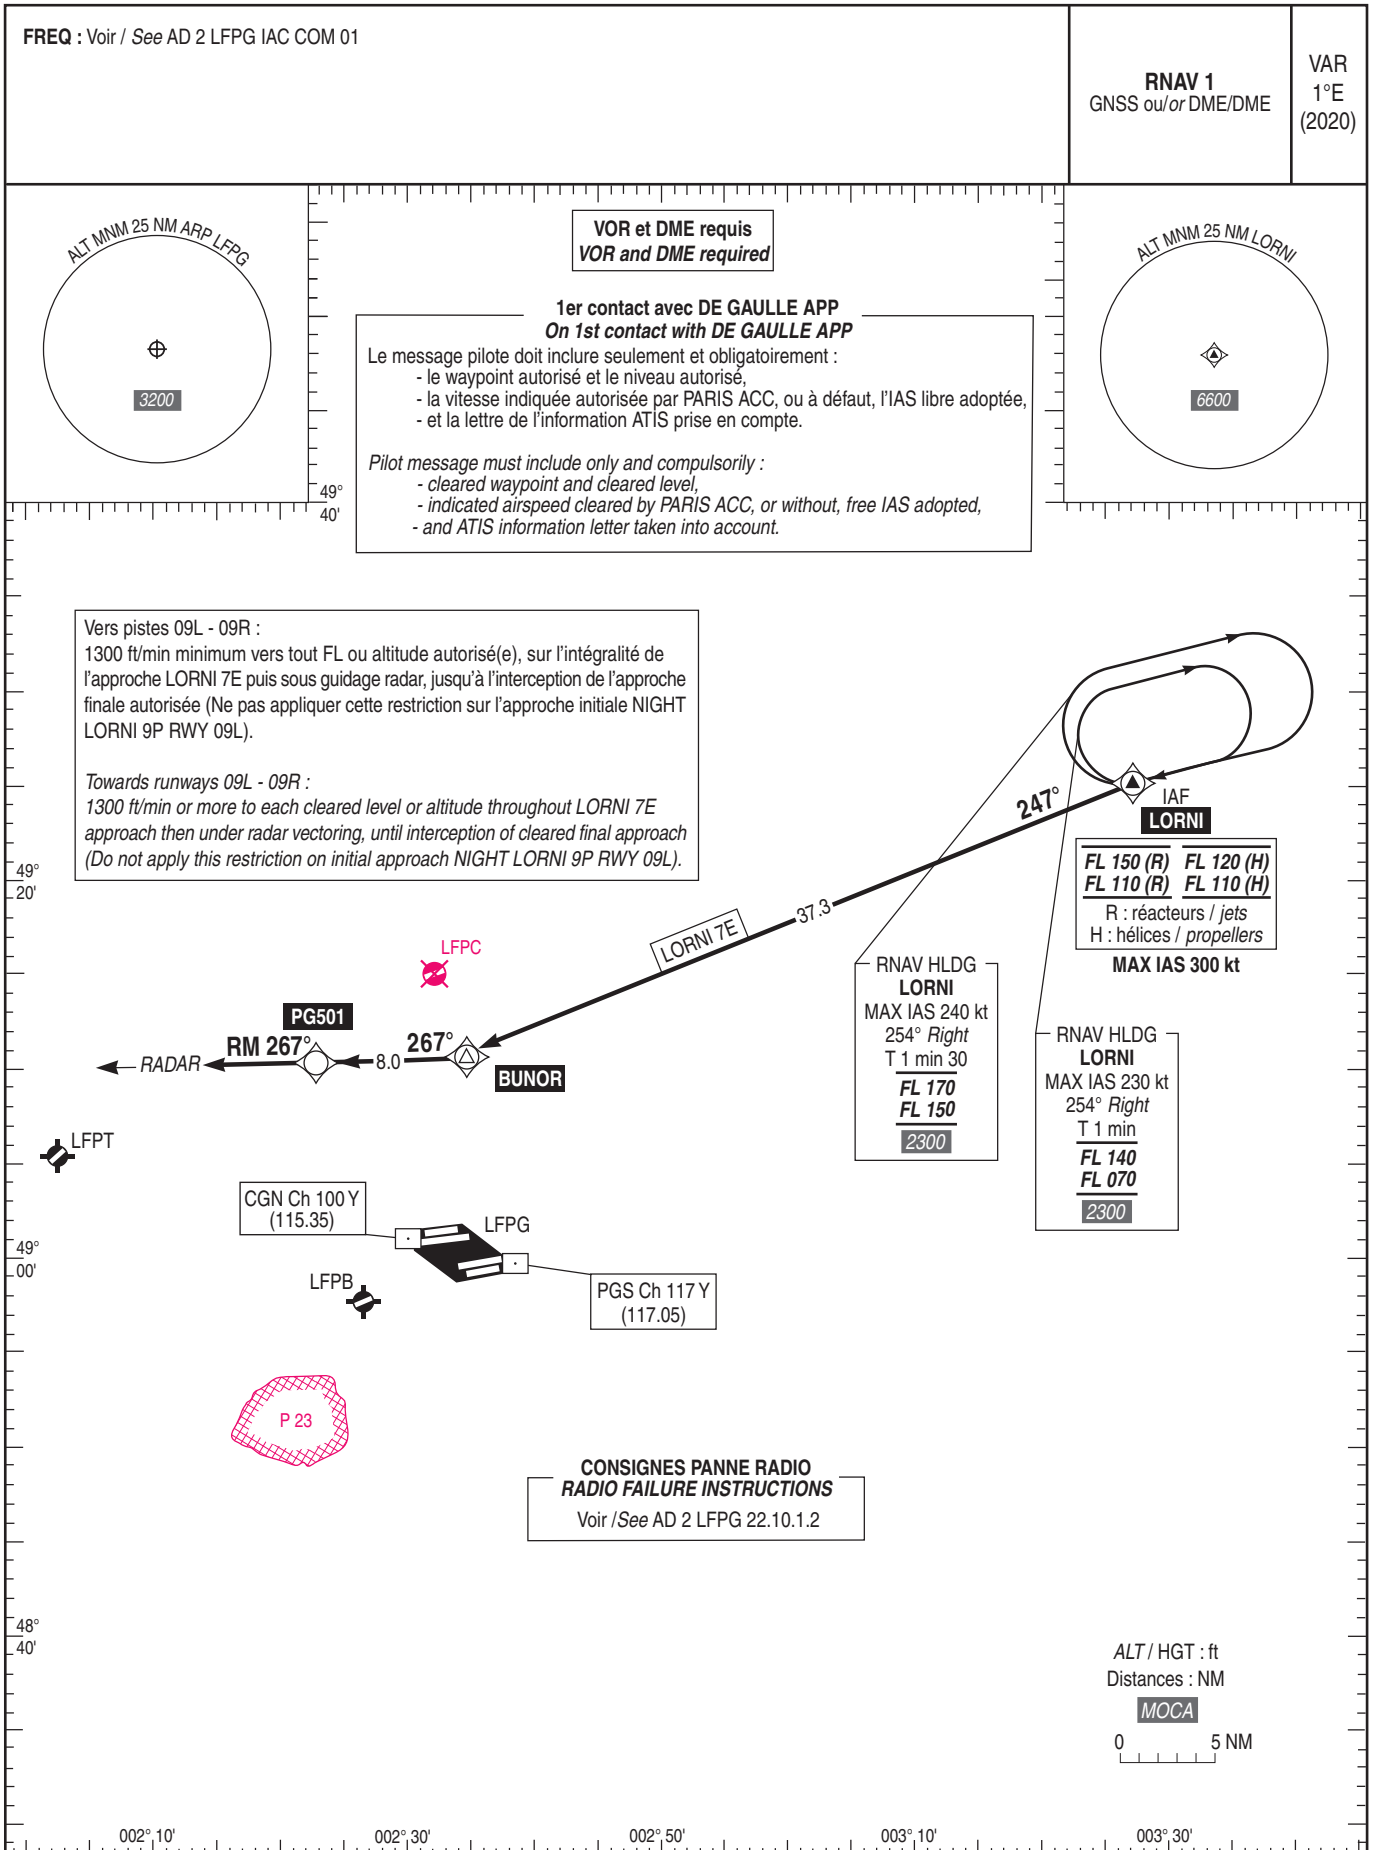 FREQ : Voir / See AD 2 LFPG IAC COM 01
RNAV 1
GNSS ou/or DME/DME
VAR
1°E
(2020)
ALT MNM 25 NM ARP LFPG
3200
VOR et DME requis
VOR and DME required
1er contact avec DE GAULLE APP
On 1st contact with DE GAULLE APP
Le message pilote doit inclure seulement et obligatoirement :
- le waypoint autorisé et le niveau autorisé,
- la vitesse indiquée autorisée par PARIS ACC, ou à défaut, l'IAS libre adoptée,
- et la lettre de l'information ATIS prise en compte.
Pilot message must include only and compulsorily :
- cleared waypoint and cleared level,
- indicated airspeed cleared by PARIS ACC, or without, free IAS adopted,
- and ATIS information letter taken into account.
ALT MNM 25 NM LORNI
6600
49°
40'
Vers pistes 09L - 09R :
1300 ft/min minimum vers tout FL ou altitude autorisé(e), sur l'intégralité de
l'approche LORNI 7E puis sous guidage radar, jusqu'à l'interception de l'approche
finale autorisée (Ne pas appliquer cette restriction sur l'approche initiale NIGHT
LORNI 9P RWY 09L).
Towards runways 09L - 09R :
1300 ft/min or more to each cleared level or altitude throughout LORNI 7E
approach then under radar vectoring, until interception of cleared final approach
(Do not apply this restriction on initial approach NIGHT LORNI 9P RWY 09L).
247°
IAF
LORNI
FL 150 (R) FL 120 (H)
FL 110 (R) FL 110 (H)
R : réacteurs / jets
H : hélices / propellers
MAX IAS 300 kt
49°
20'
37.3
LORNI 7E
LFPC
RNAV HLDG
LORNI
MAX IAS 240 kt
254° Right
T 1 min 30
FL 170
FL 150
2300
RNAV HLDG
LORNI
MAX IAS 230 kt
254° Right
T 1 min
FL 140
FL 070
2300
PG501
RM 267°
267°
RADAR
8.0
BUNOR
LFPT
CGN Ch 100 Y
(115.35)
LFPG
49°
00'
LFPB
PGS Ch 117 Y
(117.05)
P 23
CONSIGNES PANNE RADIO
RADIO FAILURE INSTRUCTIONS
Voir /See AD 2 LFPG 22.10.1.2
48°
40'
ALT / HGT : ft
Distances : NM
MOCA
0 5 NM
002° 10' 002° 30' 002° 50' 003° 10' 003° 30'